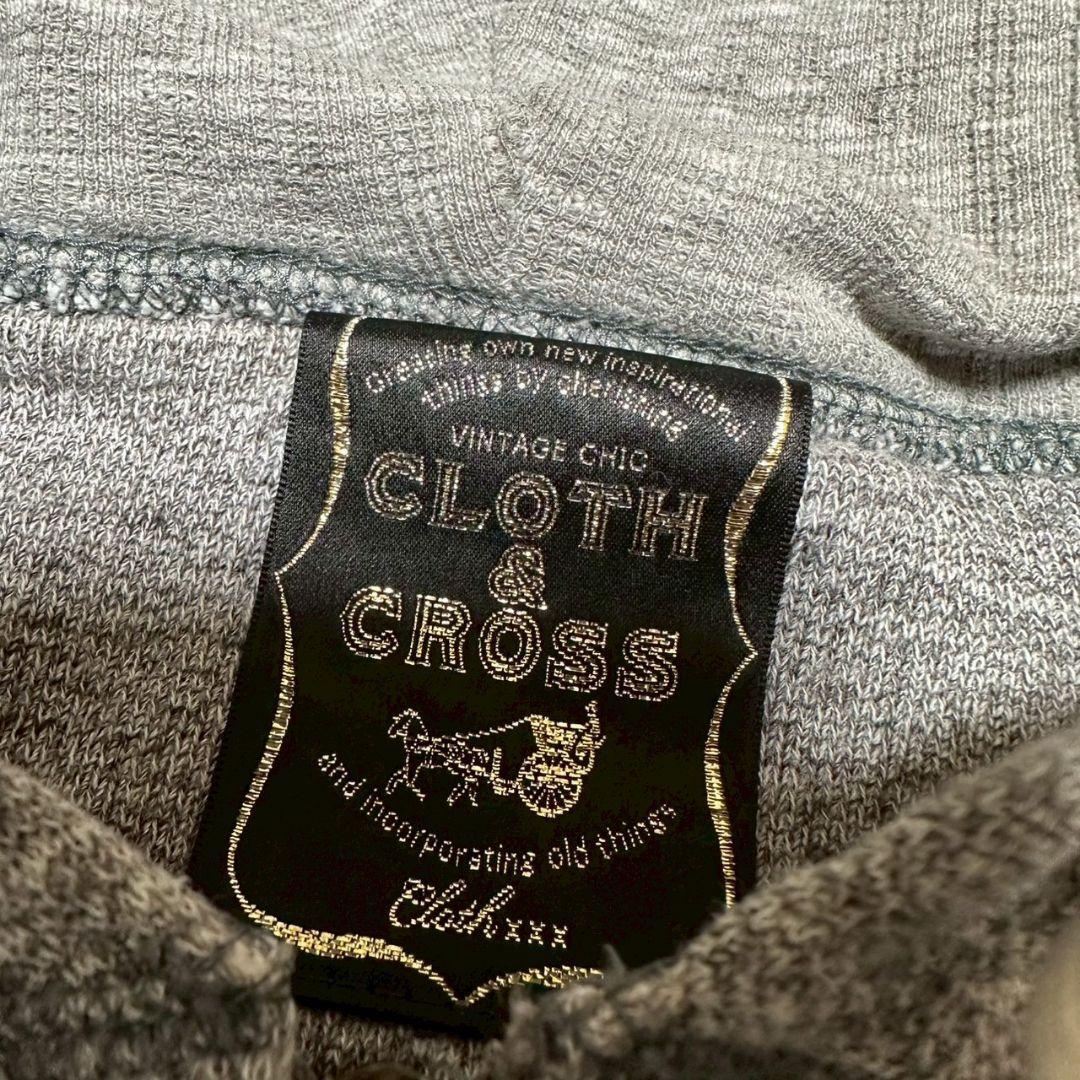 Creating own new inspirational
things by cherishing
VINTAGE CHIC
CLOTH
&
CROSS
and incorporating old things
Cloth xxx